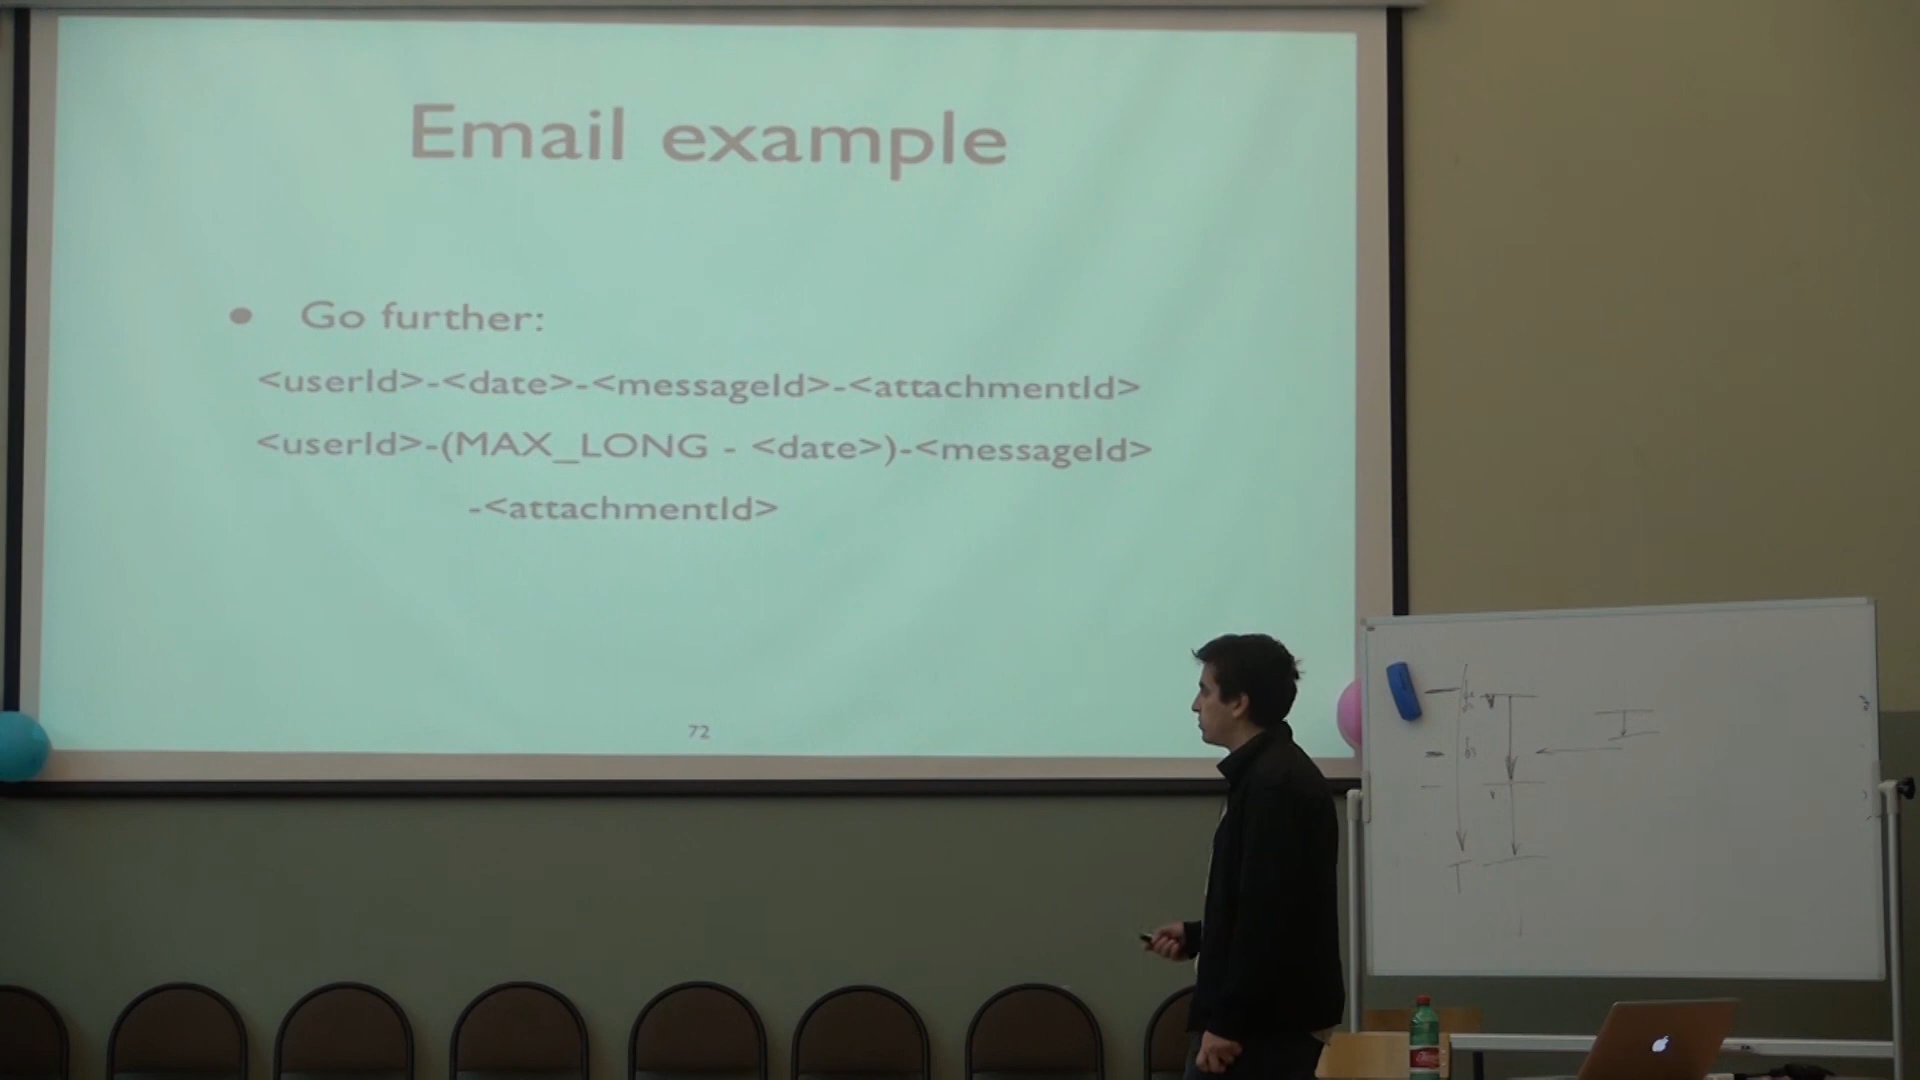 Email example
• Go further:
<userId>-<date>-<messageId>-<attachmentId>
<userId>-(MAX_LONG - <date>)-<messageId>
-<attachmentId>
72